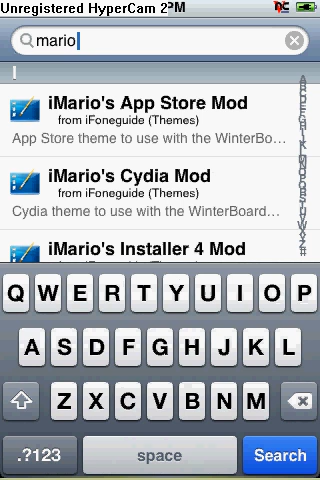 Unregistered HyperCam 2 PM
mario
I
iMario's App Store Mod
from iFoneguide (Themes)
App Store theme to use with the WinterBo...
iMario's Cydia Mod
from iFoneguide (Themes)
Cydia theme to use with the WinterBoard...
iMario's Installer 4 Mod
Q W E R T Y U I O P
A S D F G H J K L
Z X C V B N M
.?123 space Search